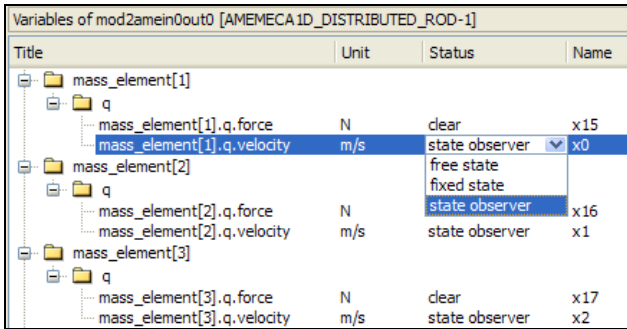 Variables of mod2amein0out0 [AMEMECA1D_DISTRIBUTED_ROD-1]
Title Unit Status Name
mass_element[1]
q
mass_element[1].q.force N clear x15
mass_element[1].q.velocity m/s state observer x0
mass_element[2] free state
q fixed state
mass_element[2].q.force N state observer x16
mass_element[2].q.velocity m/s state observer x1
mass_element[3]
q
mass_element[3].q.force N clear x17
mass_element[3].q.velocity m/s state observer x2